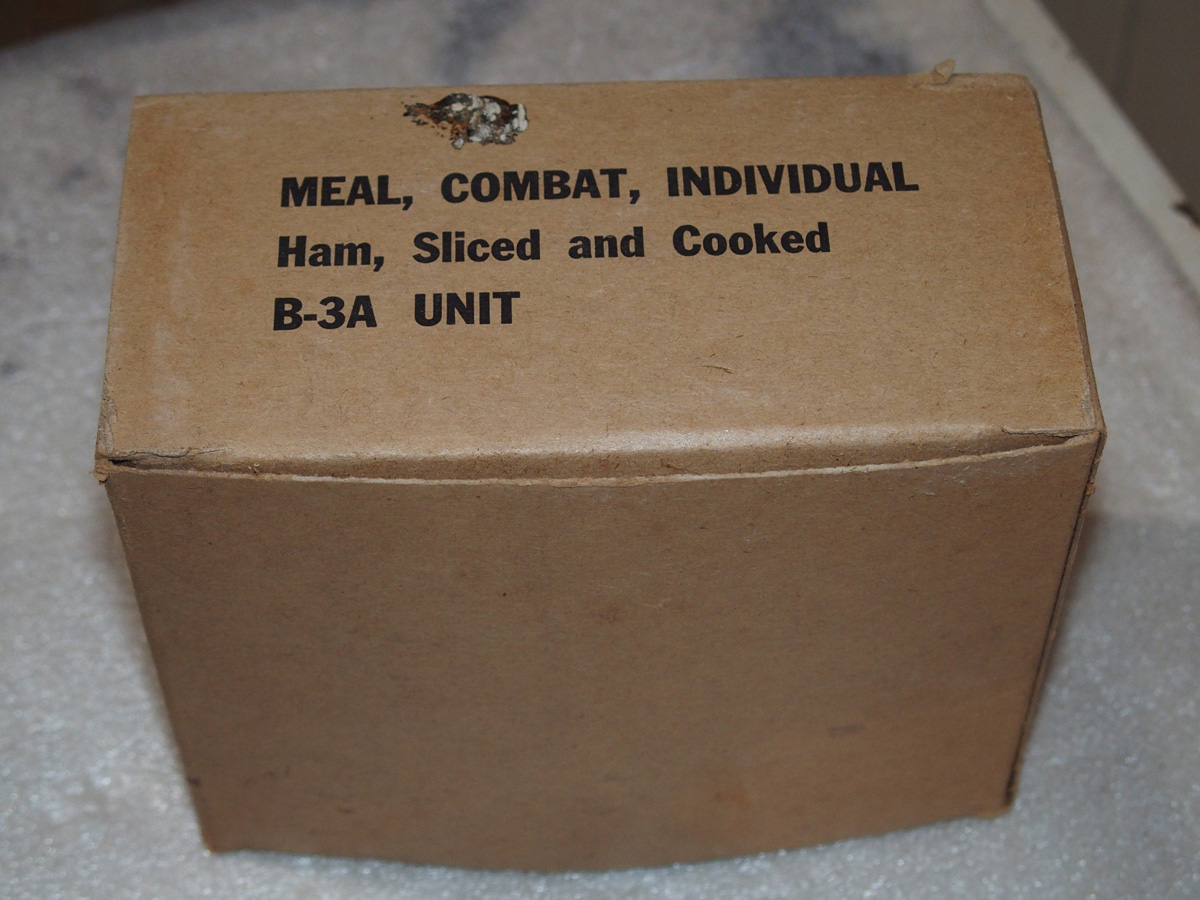 MEAL, COMBAT, INDIVIDUAL
Ham, Sliced and Cooked
B-3A UNIT